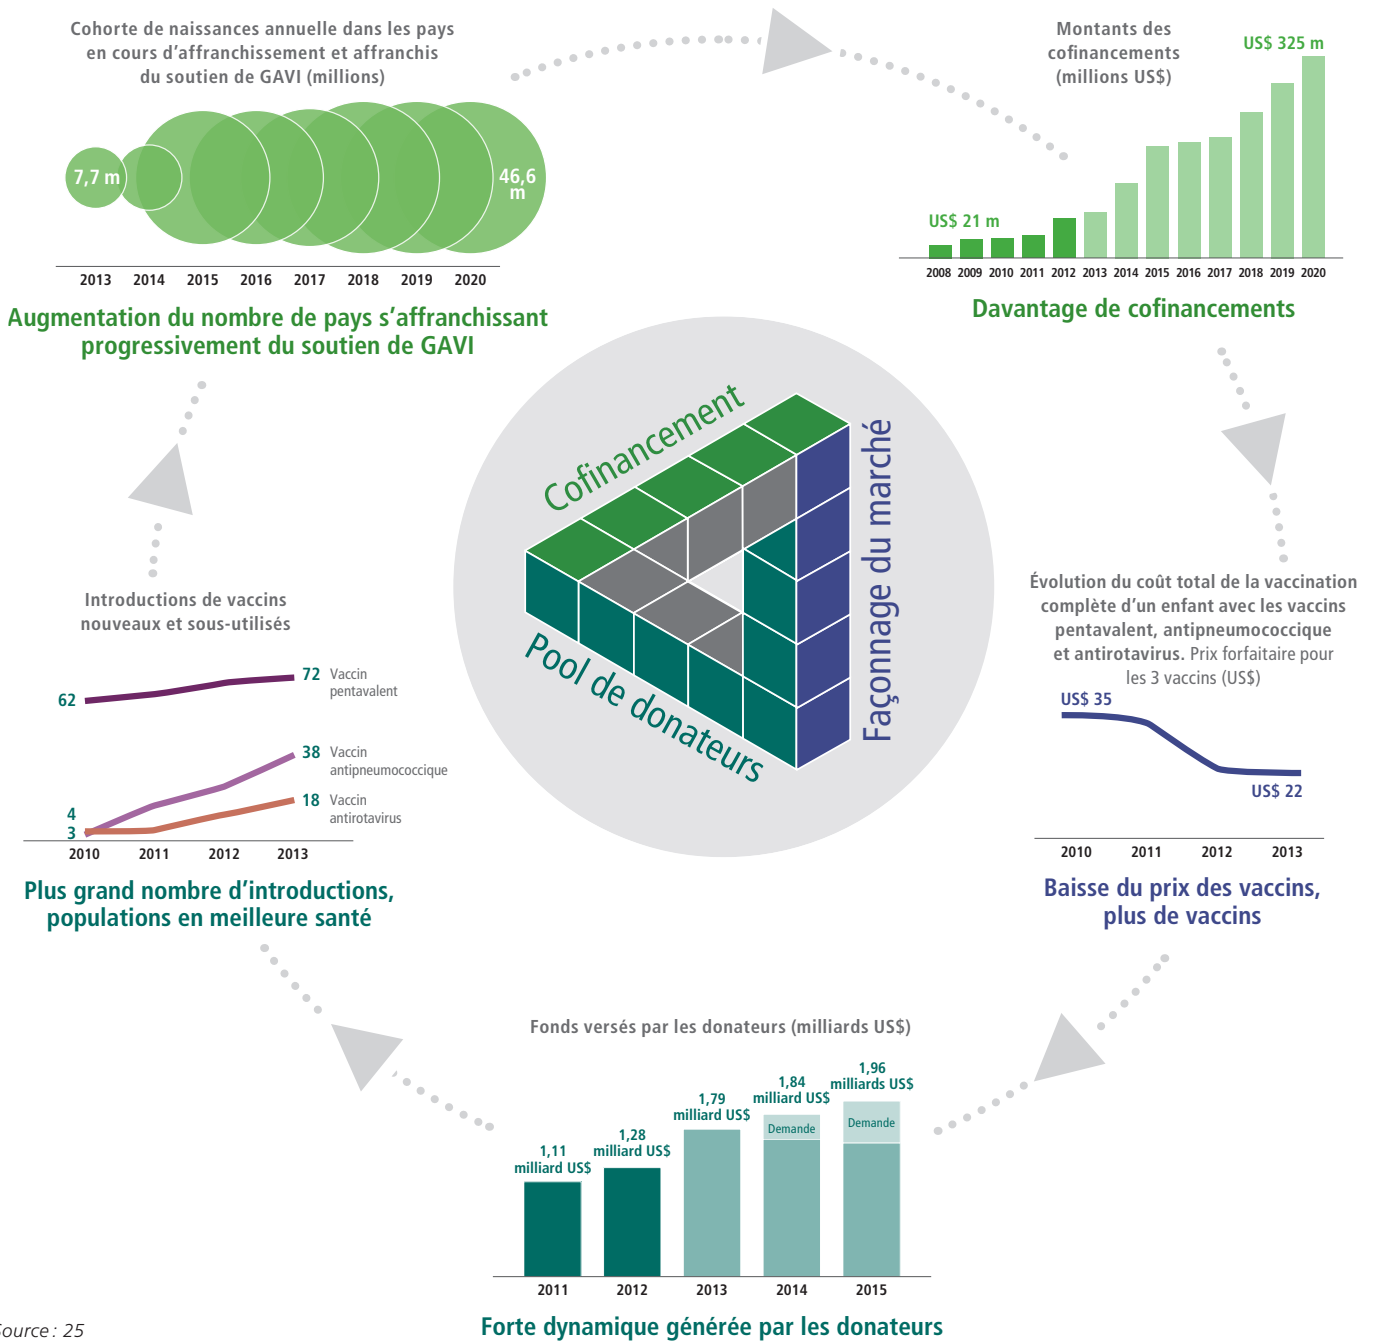 Cohorte de naissances annuelle dans les pays
en cours d’affranchissement et affranchis
du soutien de GAVI (millions)
7,7 m
46,6
m
2013 2014 2015 2016 2017 2018 2019 2020
Augmentation du nombre de pays s’affranchissant
progressivement du soutien de GAVI
Montants des
cofinancements
(millions US$)
US$ 325 m
US$ 21 m
2008 2009 2010 2011 2012 2013 2014 2015 2016 2017 2018 2019 2020
Davantage de cofinancements
Cofinancement
Façonnage du marché
Pool de donateurs
Introductions de vaccins
nouveaux et sous-utilisés
62
72 Vaccin
pentavalent
38 Vaccin
antipneumococcique
18 Vaccin
antirotavirus
4
3
2010 2011 2012 2013
Plus grand nombre d’introductions,
populations en meilleure santé
Évolution du coût total de la vaccination
complète d’un enfant avec les vaccins
pentavalent, antipneumococcique
et antirotavirus. Prix forfaitaire pour
les 3 vaccins (US$)
US$ 35
US$ 22
2010 2011 2012 2013
Baisse du prix des vaccins,
plus de vaccins
Fonds versés par les donateurs (milliards US$)
1,11
milliard US$
1,28
milliard US$
1,79
milliard US$
1,84
milliard US$
1,96
milliards US$
Demande
Demande
2011 2012 2013 2014 2015
Forte dynamique générée par les donateurs
Source : 25